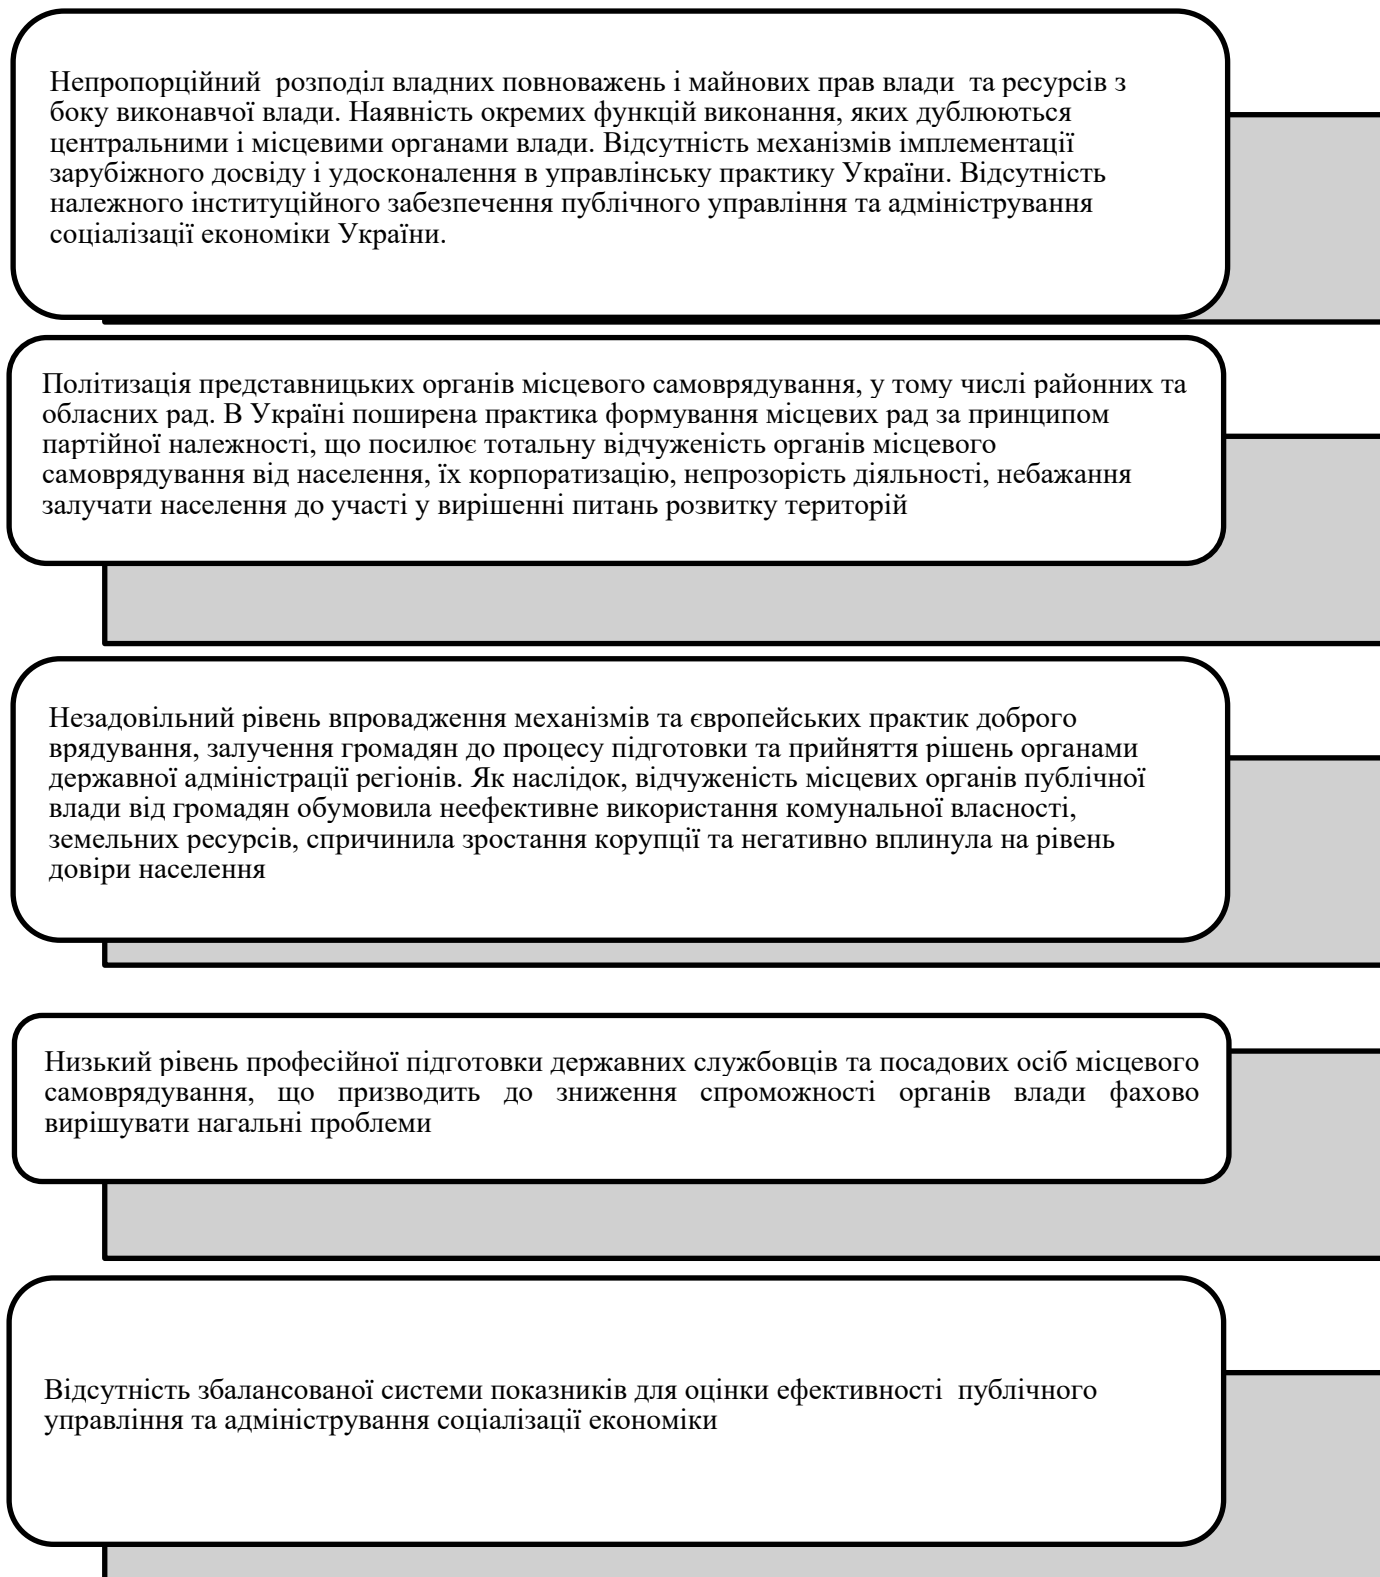 Непропорційний розподіл владних повноважень і майнових прав влади та ресурсів з
боку виконавчої влади. Наявність окремих функцій виконання, яких дублюються
центральними і місцевими органами влади. Відсутність механізмів імплементації
зарубіжного досвіду і удосконалення в управлінську практику України. Відсутність
належного інституційного забезпечення публічного управління та адміністрування
соціалізації економіки України.
Політизація представницьких органів місцевого самоврядування, у тому числі районних та
обласних рад. В Україні поширена практика формування місцевих рад за принципом
партійної належності, що посилює тотальну відчуженість органів місцевого
самоврядування від населення, їх корпоратизацію, непрозорість діяльності, небажання
залучати населення до участі у вирішенні питань розвитку територій
Незадовільний рівень впровадження механізмів та європейських практик доброго
врядування, залучення громадян до процесу підготовки та прийняття рішень органами
державної адміністрації регіонів. Як наслідок, відчуженість місцевих органів публічної
влади від громадян обумовила неефективне використання комунальної власності,
земельних ресурсів, спричинила зростання корупції та негативно вплинула на рівень
довіри населення
Низький рівень професійної підготовки державних службовців та посадових осіб місцевого
самоврядування, що призводить до зниження спроможності органів влади фахово
вирішувати нагальні проблеми
Відсутність збалансованої системи показників для оцінки ефективності публічного
управління та адміністрування соціалізації економіки